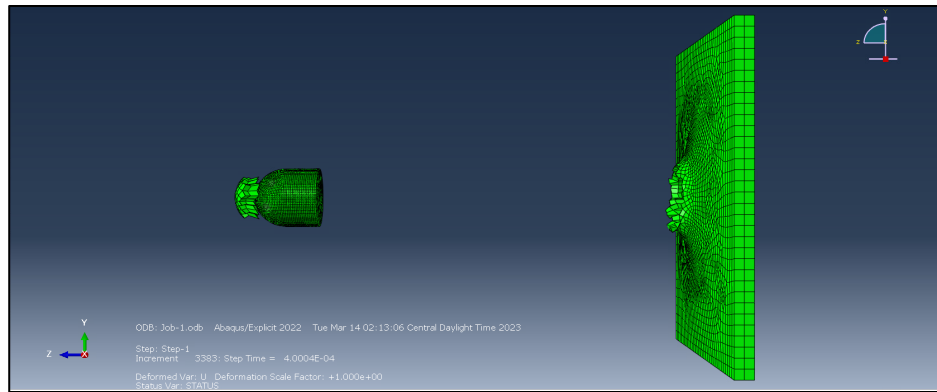 Y
Z
Y
Z
X
ODB: Job-1.odb Abaqus/Explicit 2022 Tue Mar 14 02:13:06 Central Daylight Time 2023
Step: Step-1
Increment 3383: Step Time = 4.0004E-04
Deformed Var: U Deformation Scale Factor: +1.000e+00
Status Var: STATUS